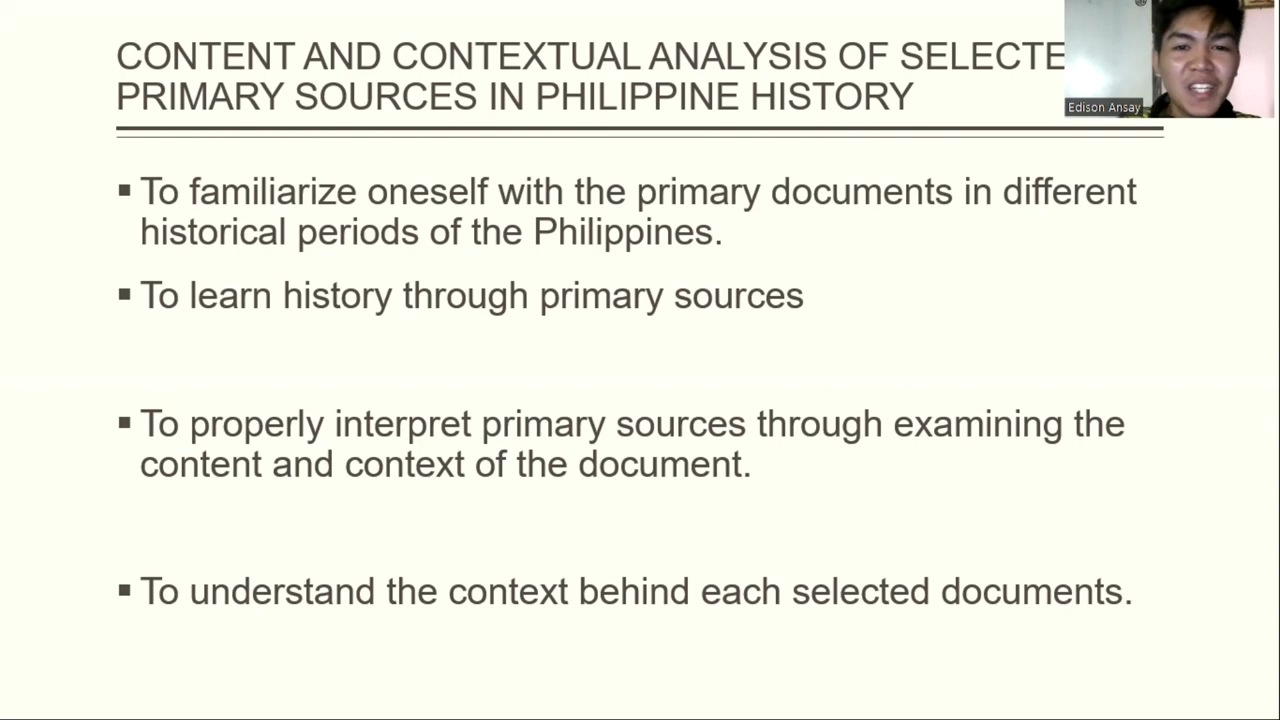 CONTENT AND CONTEXTUAL ANALYSIS OF SELECTE
PRIMARY SOURCES IN PHILIPPINE HISTORY
Edison Ansay
▪ To familiarize oneself with the primary documents in different
historical periods of the Philippines.
▪ To learn history through primary sources
▪ To properly interpret primary sources through examining the
content and context of the document.
▪ To understand the context behind each selected documents.